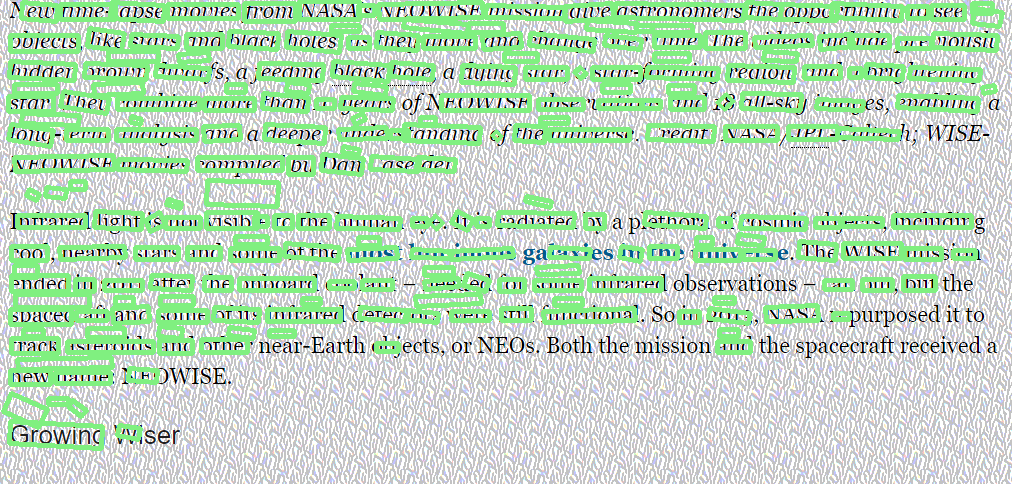 New time-lapse movies from NASA's NEOWISE mission give astronomers the opportunity to see
objects, like stars and black holes, as they move and change over time. The videos include previously
hidden brown dwarfs, a feeding black hole, a dying star, a star-forming region, and a brightening
star. They combine more than 10 years of NEOWISE observations and 18 all-sky images, enabling a
long-term analysis and a deeper understanding of the universe. Credit: NASA/JPL-Caltech; WISE-
NEOWISE movies compiled by Dan
Infrared light is not visible to the human eye. It is radiated by a plethora of cosmic objects, including
cool, nearby stars and some of the most luminous galaxies in the universe. The WISE mission
ended in 2011 after the onboard coolant – needed for some infrared observations – ran out, but the
spacecraft and some of its infrared detectors were still functional. So in 2013, NASA repurposed it to
track asteroids and other near-Earth objects, or NEOs. Both the mission and the spacecraft received a
new name: NEOWISE.
Growing Wiser